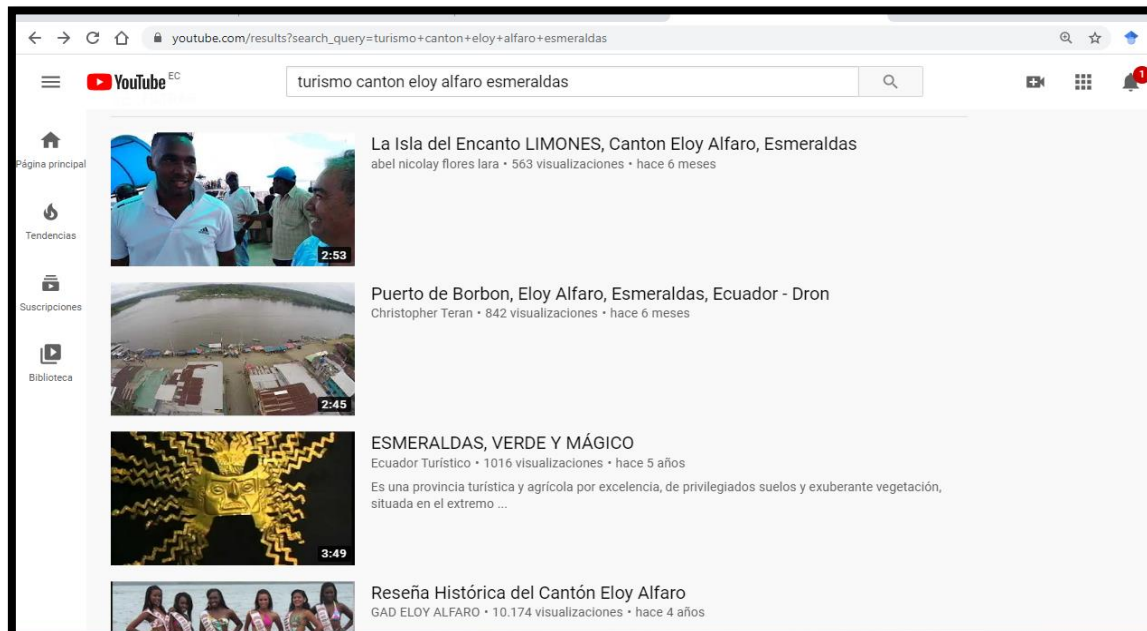 youtube.com/results?search_query=turismo+canton+eloy+alfaro+esmeraldas
YouTube EC
turismo canton eloy alfaro esmeraldas
1
Página principal
Tendencias
Suscripciones
Biblioteca
La Isla del Encanto LIMONES, Canton Eloy Alfaro, Esmeraldas
abel nicolay flores lara • 563 visualizaciones • hace 6 meses
2:53
Puerto de Borbon, Eloy Alfaro, Esmeraldas, Ecuador - Dron
Christopher Teran • 842 visualizaciones • hace 6 meses
2:45
ESMERALDAS, VERDE Y MÁGICO
Ecuador Turístico • 1016 visualizaciones • hace 5 años
Es una provincia turística y agrícola por excelencia, de privilegiados suelos y exuberante vegetación,
situada en el extremo ...
3:49
Reseña Histórica del Cantón Eloy Alfaro
GAD ELOY ALFARO • 10.174 visualizaciones • hace 4 años